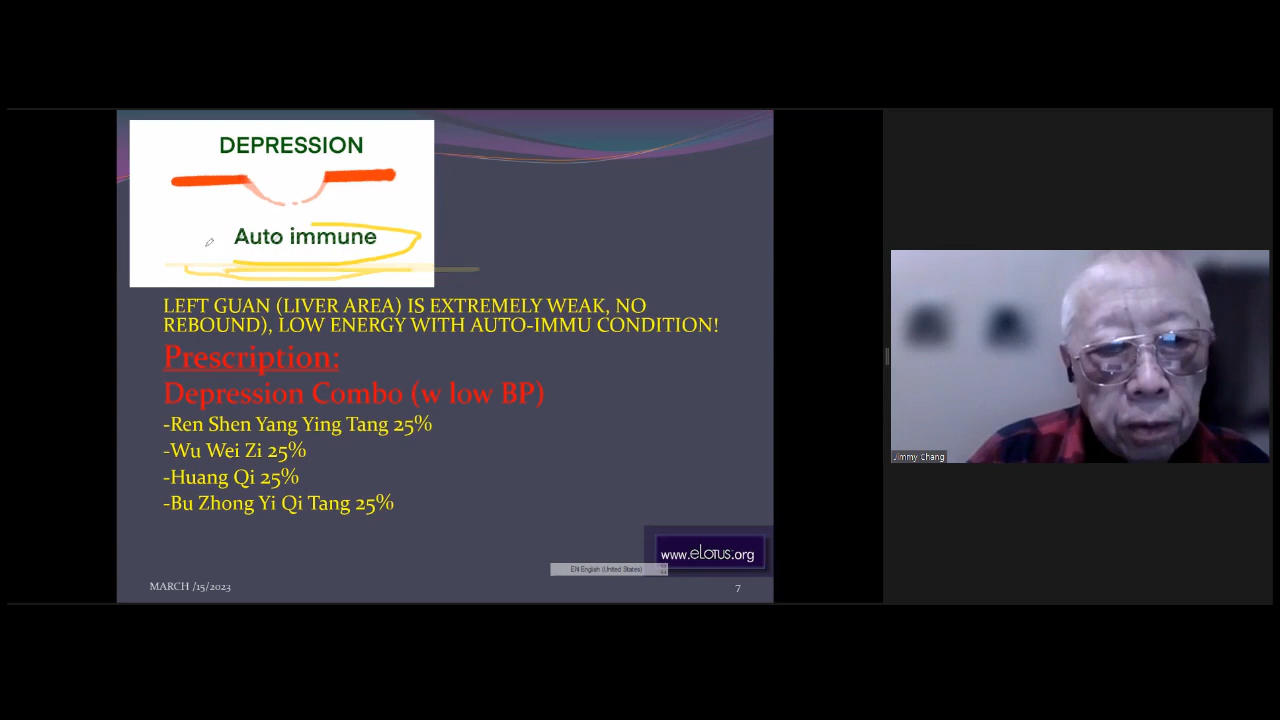 DEPRESSION
Auto immune
LEFT GUAN (LIVER AREA) IS EXTREMELY WEAK, NO
REBOUND), LOW ENERGY WITH AUTO-IMMU CONDITION!
Prescription:
Depression Combo (w low BP)
-Ren Shen Yang Ying Tang 25%
-Wu Wei Zi 25%
-Huang Qi 25%
-Bu Zhong Yi Qi Tang 25%
www.eLotus.org
EN English (United States)
MARCH /15/2023
7
Jimmy Chang